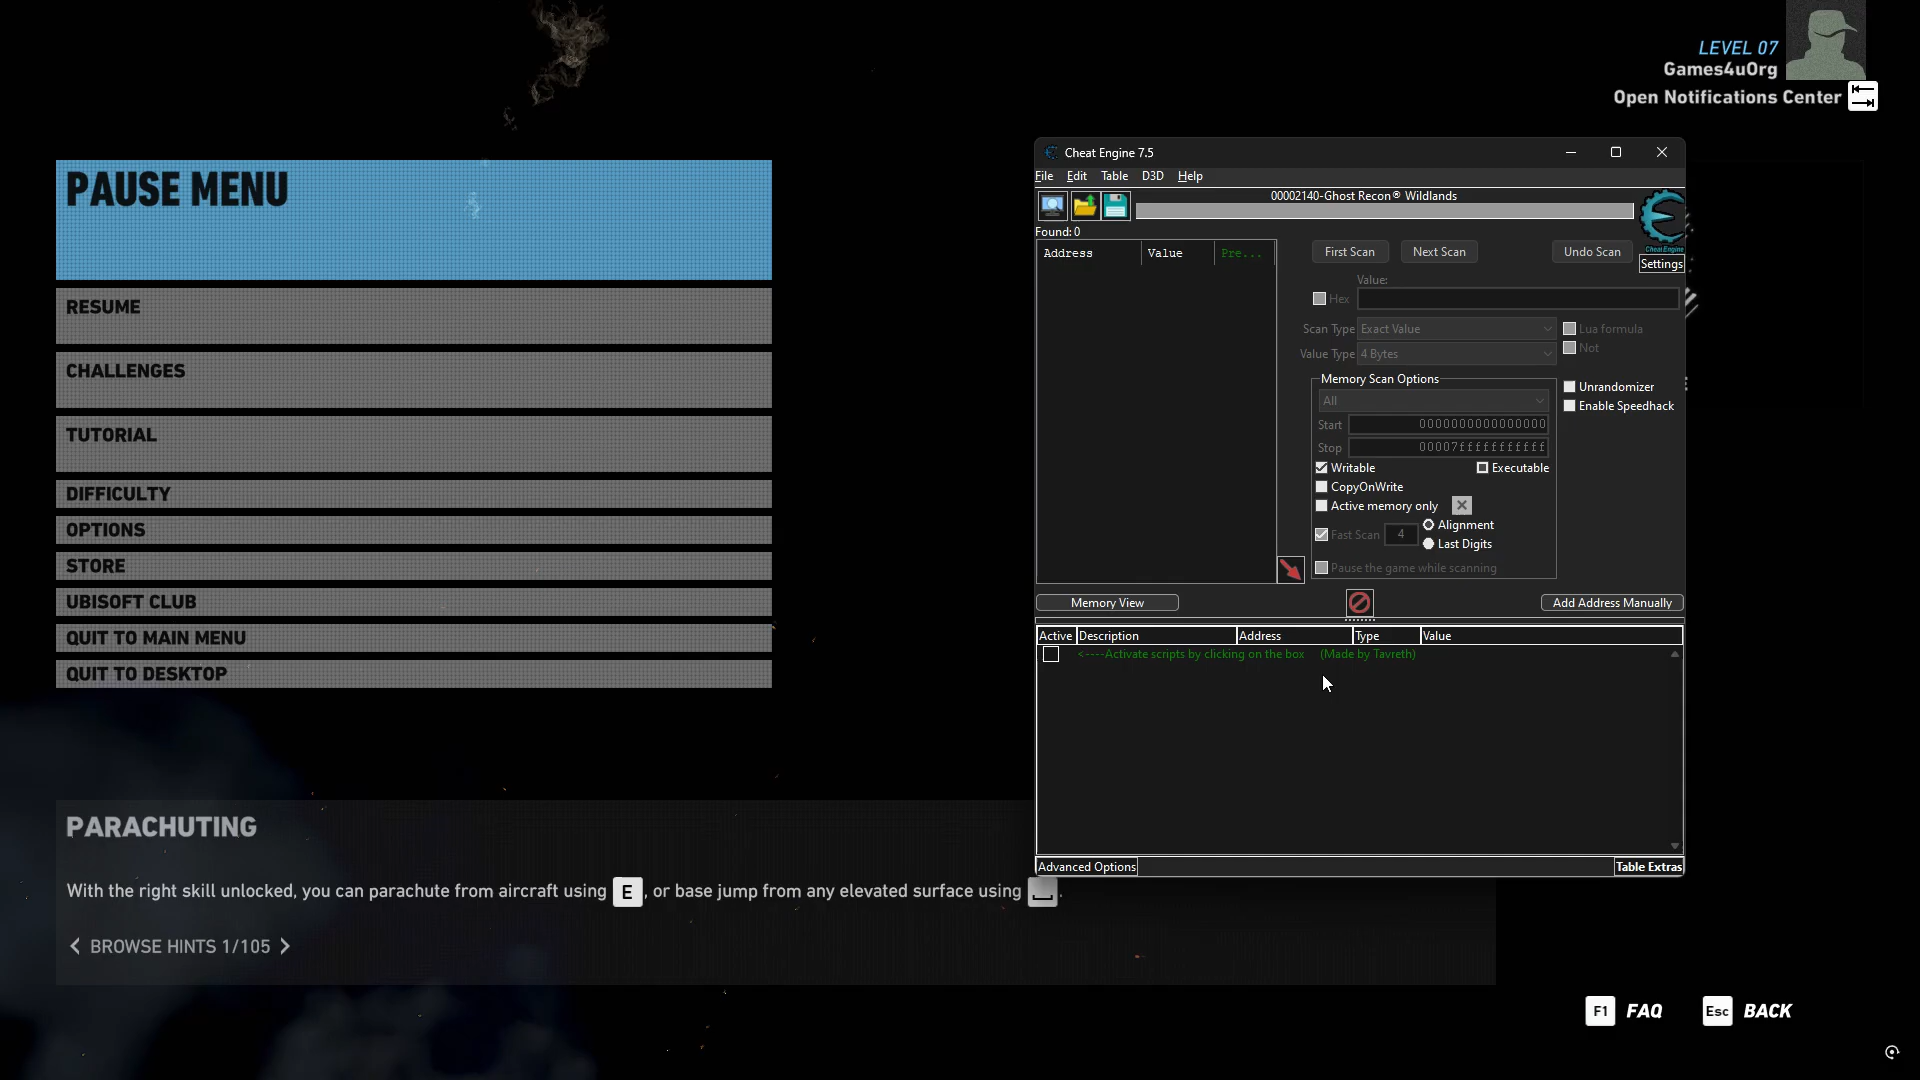 LEVEL 07
Games4uOrg
Open Notifications Center
PAUSE MENU
RESUME
CHALLENGES
TUTORIAL
DIFFICULTY
OPTIONS
STORE
UBISOFT CLUB
QUIT TO MAIN MENU
QUIT TO DESKTOP
Cheat Engine 7.5
File Edit Table D3D Help
00002140-Ghost Recon® Wildlands
Cheat Engine
Found: 0
Settings
Address Value Pre...
First Scan Next Scan Undo Scan
Value:
Hex
Scan Type Exact Value
Lua formula
Value Type 4 Bytes
Not
Memory Scan Options
All
Unrandomizer
Enable Speedhack
Start 0000000000000000
Stop 00007fffffffffff
Writable Executable
CopyOnWrite
Active memory only
Fast Scan 4 Alignment
Last Digits
Pause the game while scanning
Memory View Add Address Manually
Active Description Address Type Value
<----Activate scripts by clicking on the box (Made by Tavreth)
Advanced Options Table Extras
PARACHUTING
With the right skill unlocked, you can parachute from aircraft using E, or base jump from any elevated surface using .
BROWSE HINTS 1/105
F1 FAQ Esc BACK